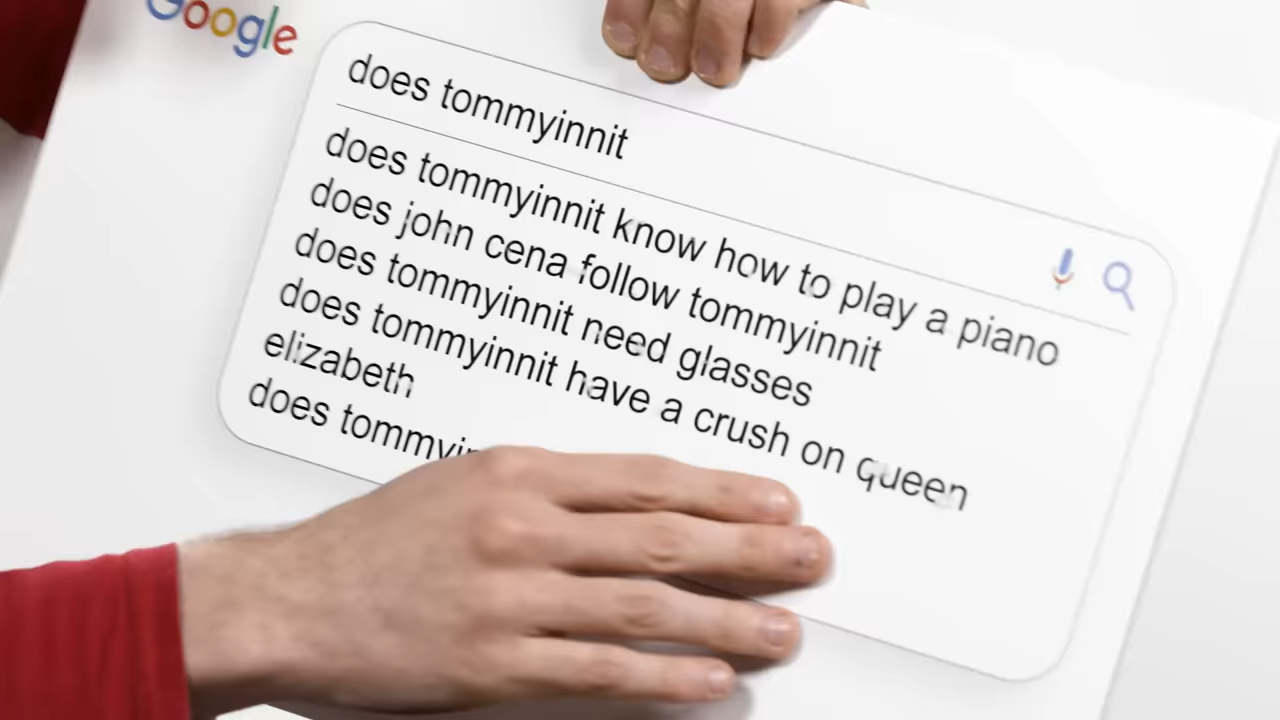 Google
does tommyinnit
does tommyinnit know how to play a piano
does john cena follow tommyinnit
does tommyinnit need glasses
does tommyinnit have a crush on queen
elizabeth
does